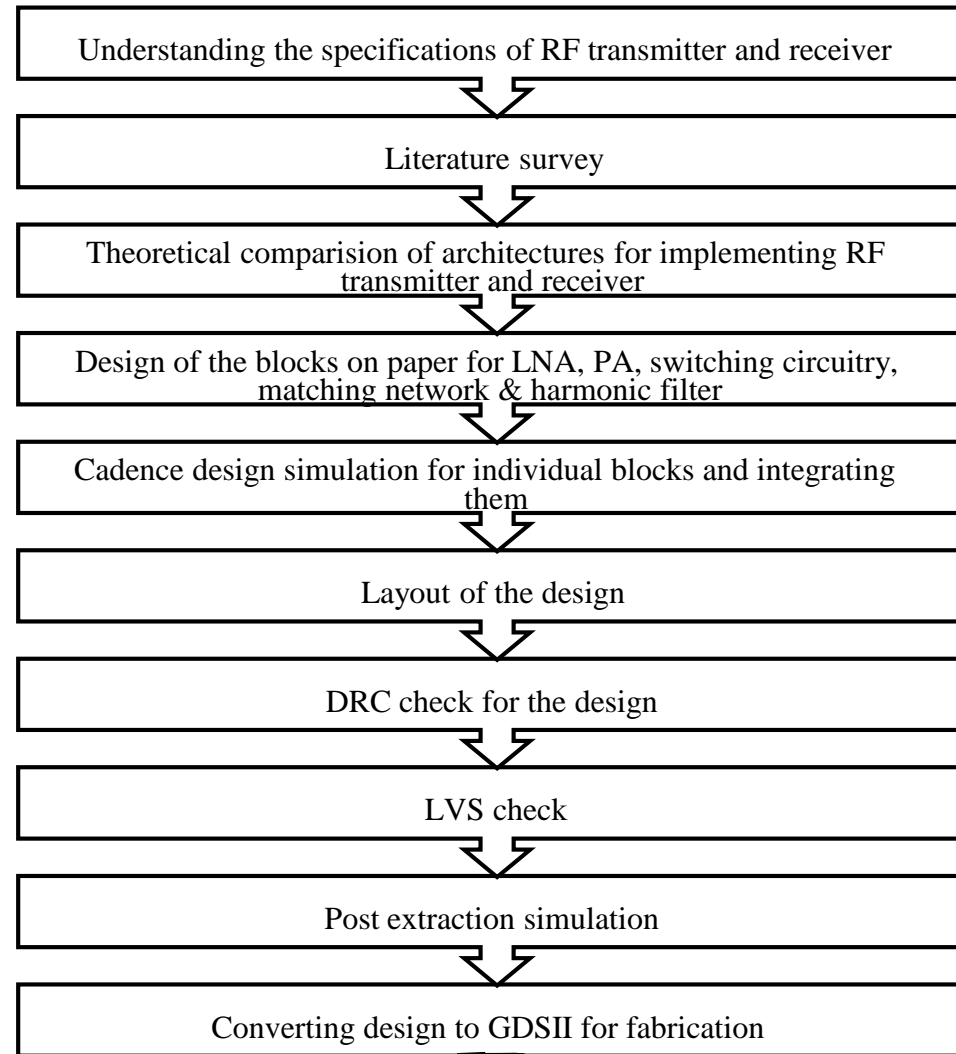 Understanding the specifications of RF transmitter and receiver
Literature survey
Theoretical comparision of architectures for implementing RF
transmitter and receiver
Design of the blocks on paper for LNA, PA, switching circuitry,
matching network & harmonic filter
Cadence design simulation for individual blocks and integrating
them
Layout of the design
DRC check for the design
LVS check
Post extraction simulation
Converting design to GDSII for fabrication